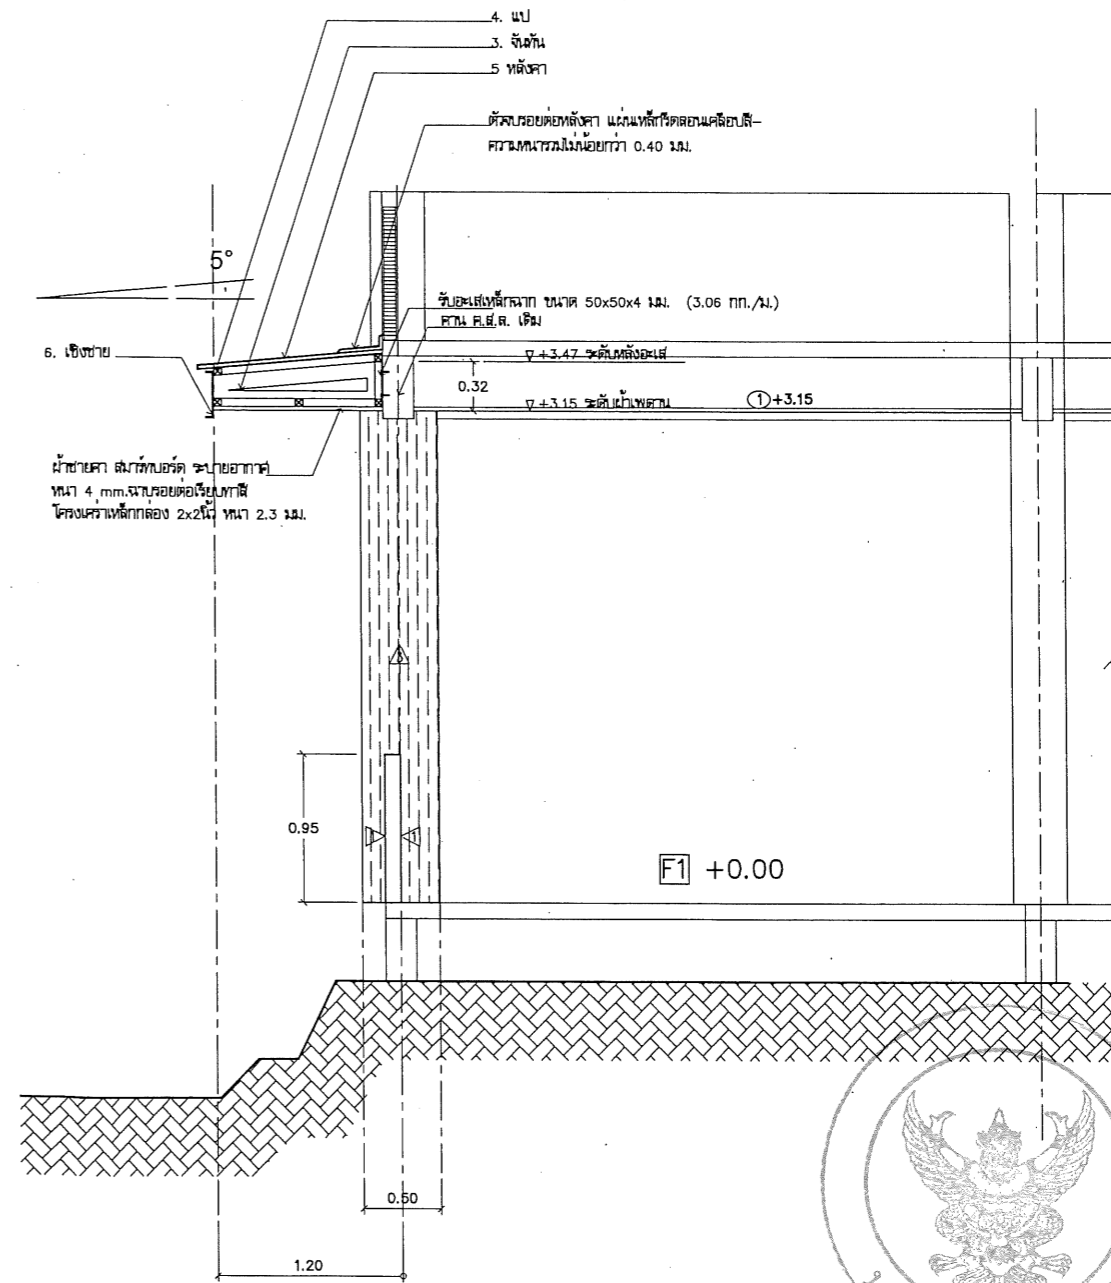 4. แป
3. จันทัน
5 หลังคา
ตัวครอบรอยต่อหลังคา แผ่นเหล็กรีดลอนเคลือบสี-
ความหนารวมไม่น้อยกว่า 0.40 มม.
5°
รับอะเสเหล็กฉาก ขนาด 50x50x4 มม. (3.06 กก./ม.)
คาน ค.ส.ล. เดิม
6. เชิงชาย
+3.47 ระดับหลังอะเส
0.32
+3.15 ระดับฝ้าเพดาน
1 +3.15
ฝ้าชายคา สมาร์ทบอร์ด ระบายอากาศ
หนา 4 mm.ฉาบรอยต่อเรียบทาสี
โครงเคร่าเหล็กกล่อง 2x2นิ้ว หนา 2.3 มม.
3
0.95
1 1
F1 +0.00
0.50
1.20